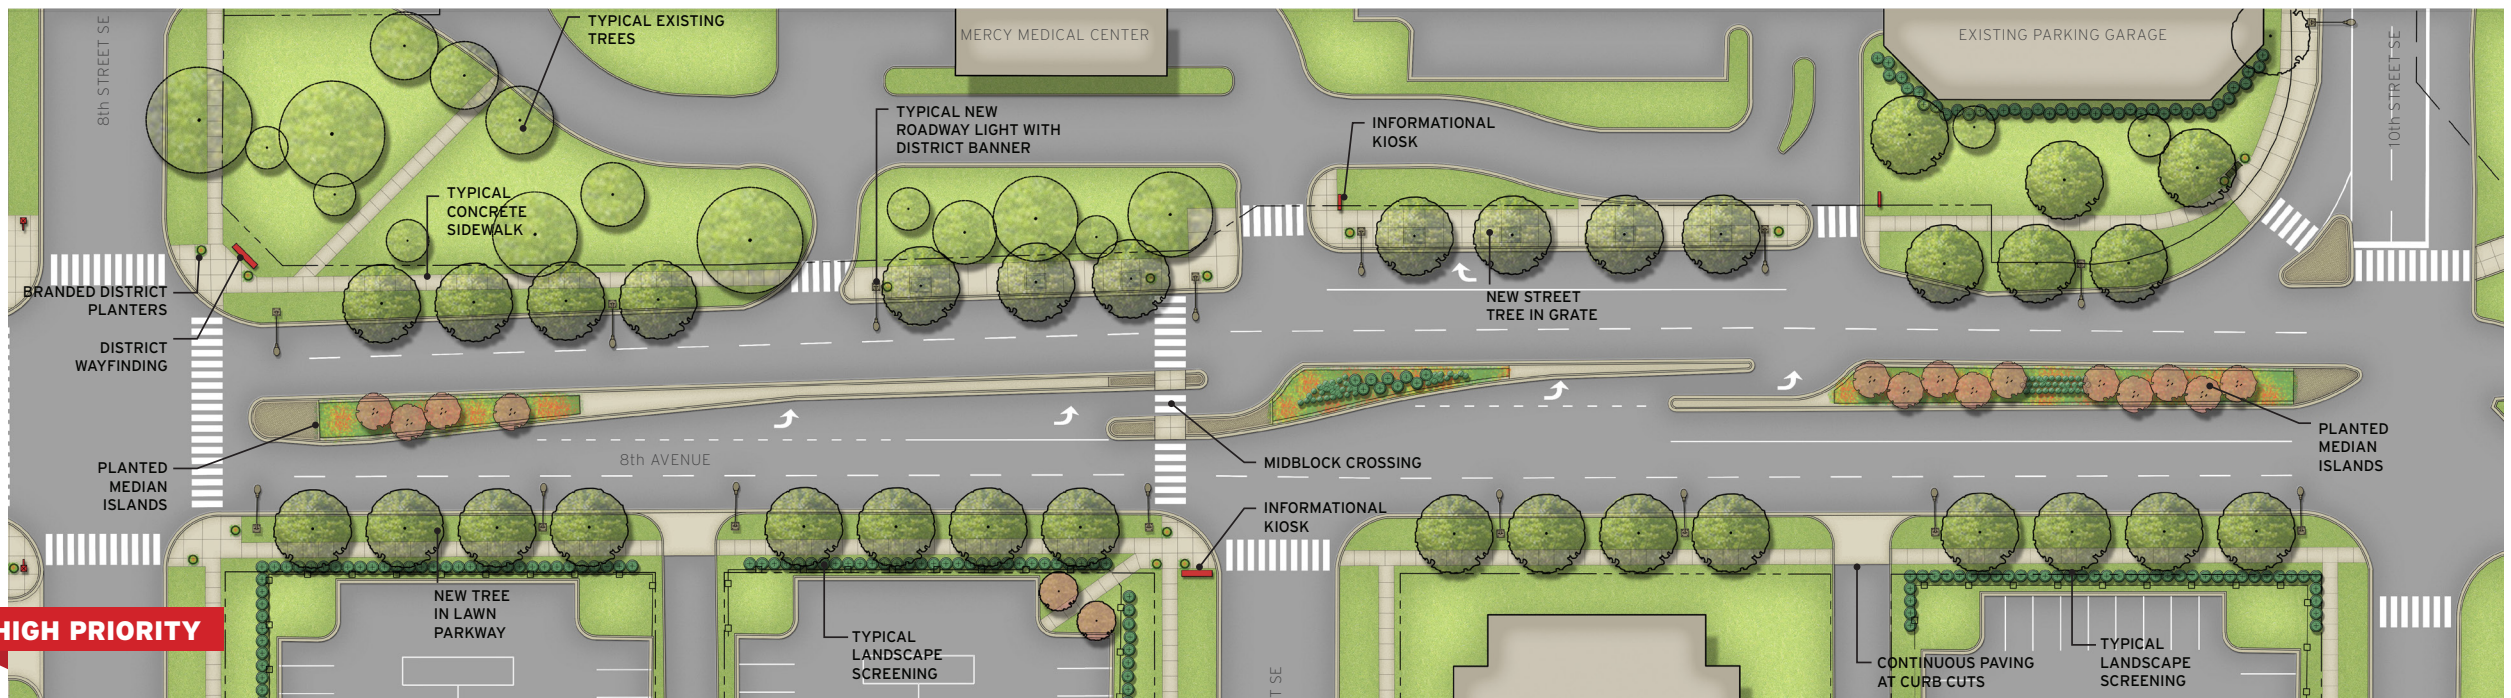 8th STREET SE
TYPICAL EXISTING
TREES
MERCY MEDICAL CENTER
EXISTING PARKING GARAGE
10th STREET SE
TYPICAL NEW
ROADWAY LIGHT WITH
DISTRICT BANNER
INFORMATIONAL
KIOSK
TYPICAL
CONCRETE
SIDEWALK
BRANDED DISTRICT
PLANTERS
NEW STREET
TREE IN GRATE
DISTRICT
WAYFINDING
PLANTED
MEDIAN
ISLANDS
8th AVENUE
MIDBLOCK CROSSING
PLANTED
MEDIAN
ISLANDS
INFORMATIONAL
KIOSK
NEW TREE
IN LAWN
PARKWAY
HIGH PRIORITY
TYPICAL
LANDSCAPE
SCREENING
CONTINUOUS PAVING
AT CURB CUTS
TYPICAL
LANDSCAPE
SCREENING